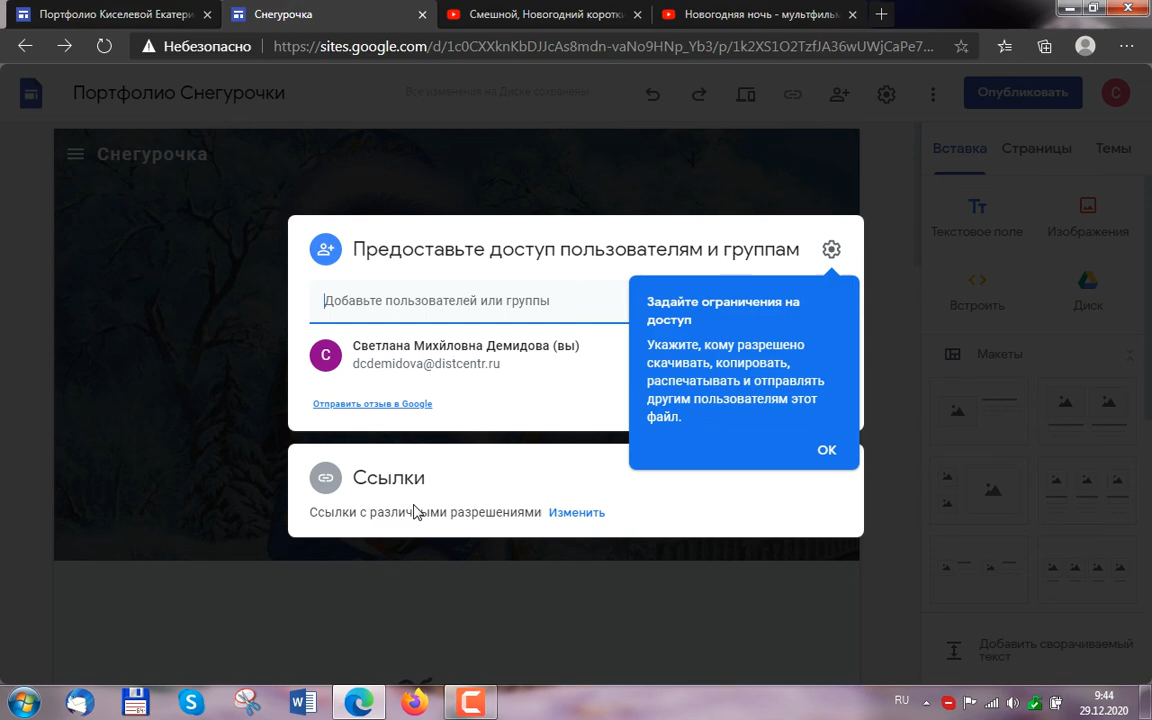 Портфолио Киселевой Екатери
Снегурочка
Смешной, Новогодний коротки
Новогодняя ночь - мультфиль
Небезопасно
https://sites.google.com/d/1c0CXXknKbDJJcAs8mdn-vaNo9HNp_Yb3/p/1k2XS1O2TzfJA36wUWjCaPe7...
Портфолио Снегурочки
Все изменения на Диске сохранены
Опубликовать
С
Снегурочка
Вставка
Страницы
Темы
Предоставьте доступ пользователям и группам
Добавьте пользователей или группы
С
Светлана Михйловна Демидова (вы)
dcdemidova@distcentr.ru
Отправить отзыв в Google
Задайте ограничения на
доступ
Укажите, кому разрешено
скачивать, копировать,
распечатывать и отправлять
другим пользователям этот
файл.
ОК
Ссылки
Ссылки с различными разрешениями Изменить
Тт
Текстовое поле
Изображения
Встроить
Диск
Макеты
Добавить сворачиваемый
текст
RU
9:44
29.12.2020